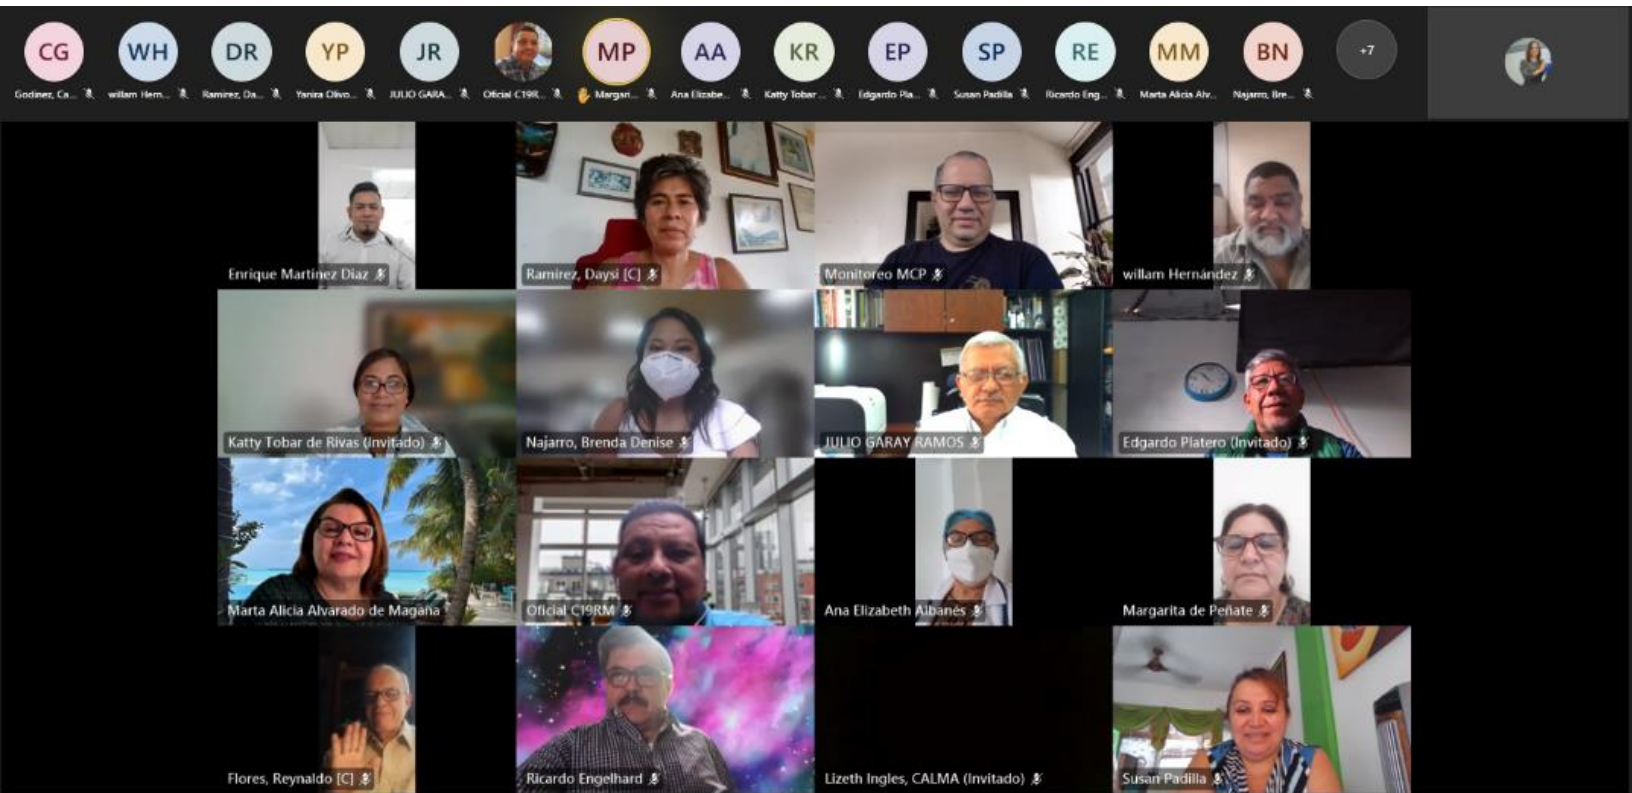 CG
WH
DR
YP
JR
MP
AA
KR
EP
SP
RE
MM
BN
+7
Godinez, Ca...
willam Hern...
Ramirez, Da...
Yanira Olivo...
JULIO GARA...
Oficial C19R...
Margari...
Ana Elizabe...
Katty Tobar ...
Edgardo Pla...
Susan Padilla
Ricardo Eng...
Marta Alicia Alv...
Najarro, Bre...
Enrique Martinez Diaz
Ramirez, Daysi [C]
Monitoreo MCP
willam Hernández
Katty Tobar de Rivas (Invitado)
Najarro, Brenda Denise
JULIO GARAY RAMOS
Edgardo Platero (Invitado)
Marta Alicia Alvarado de Magaña
Oficial C19RM
Ana Elizabeth Albanés
Margarita de Peñate
Flores, Reynaldo [C]
Ricardo Engelhard
Lizeth Ingles, CALMA (Invitado)
Susan Padilla